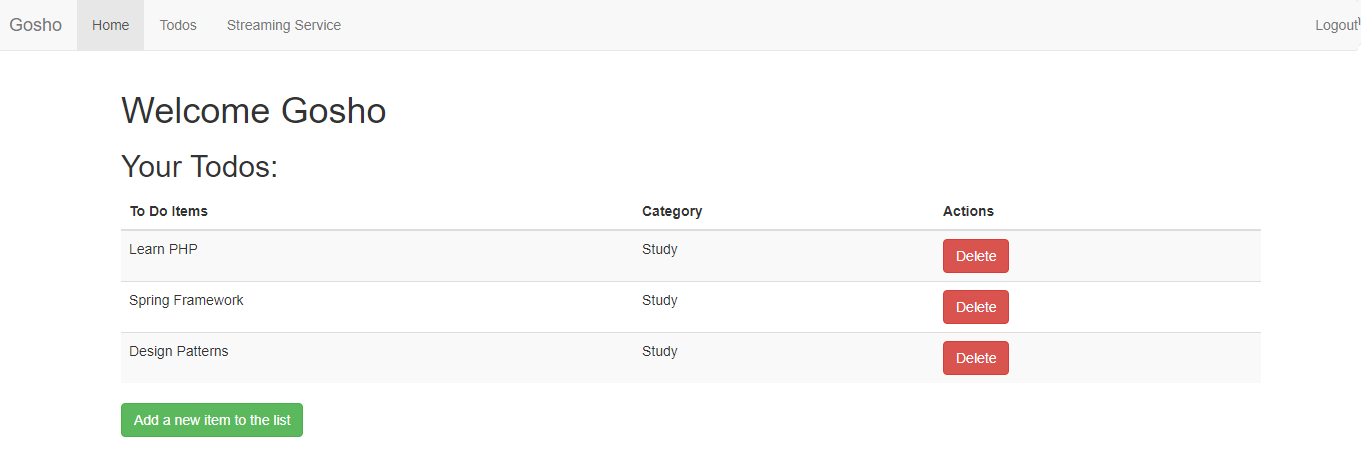 Gosho Home Todos Streaming Service Logout
Welcome Gosho
Your Todos:
To Do Items Category Actions
Learn PHP Study Delete
Spring Framework Study Delete
Design Patterns Study Delete
Add a new item to the list